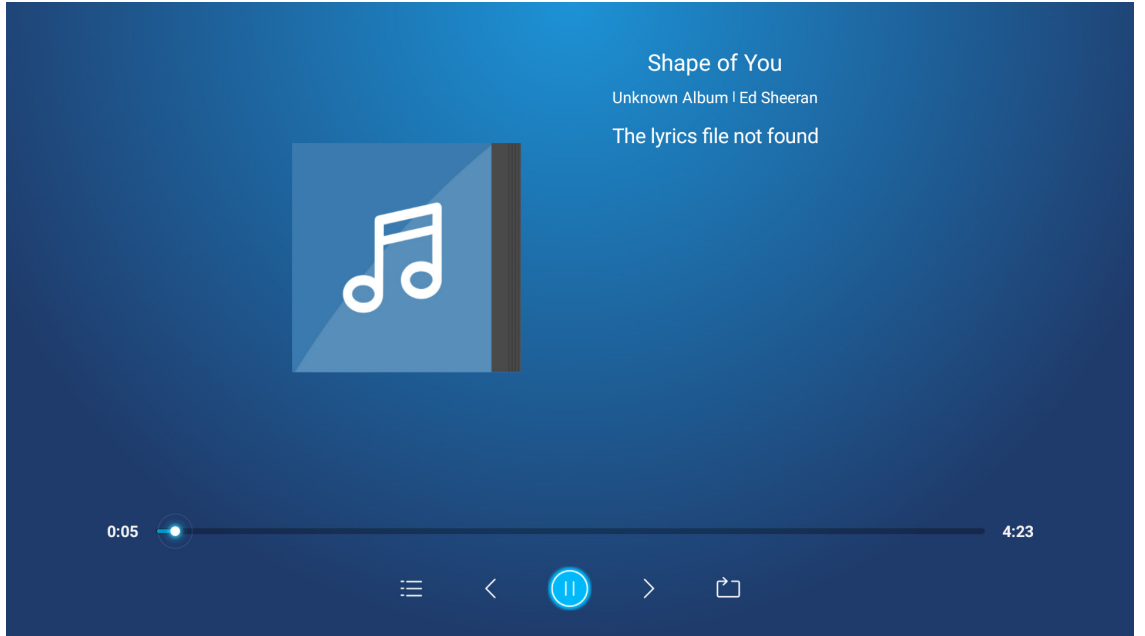 Shape of You
Unknown Album | Ed Sheeran
The lyrics file not found
0:05
4:23